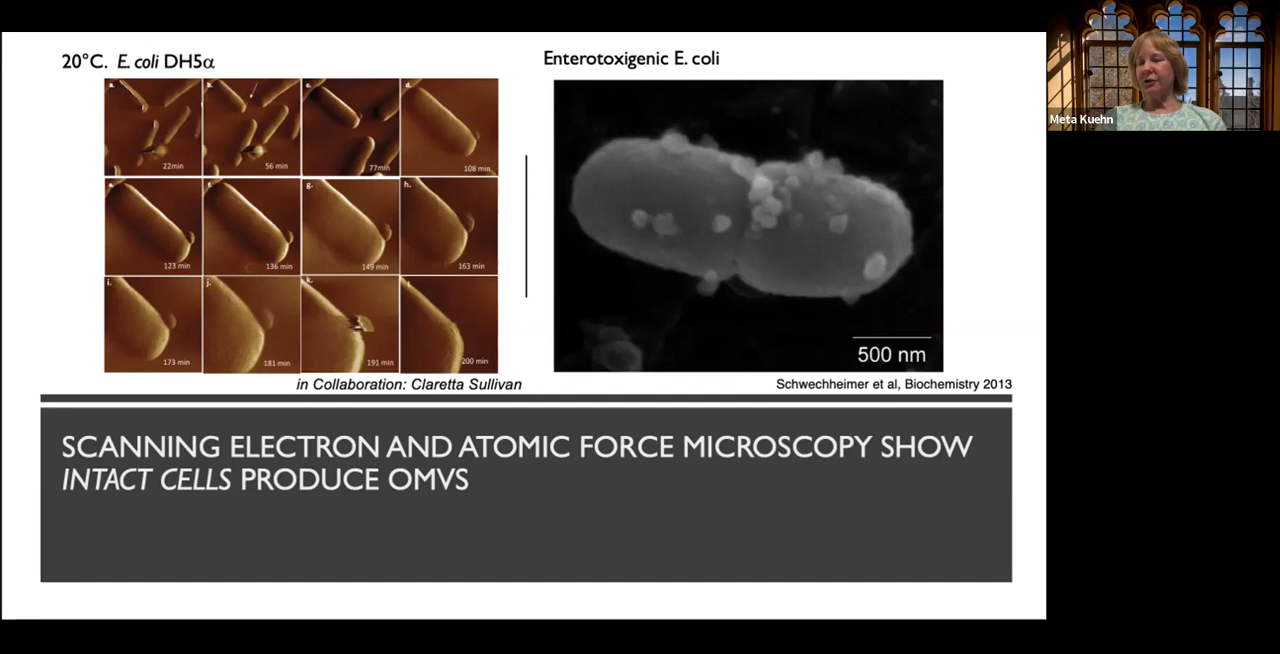 20°C. E. coli DH5α
Enterotoxigenic E. coli
a.
22min
b.
56 min
c.
77min
d.
108 min
e.
123 min
f.
136 min
g.
149 min
h.
163 min
i.
173 min
j.
181 min
k.
191 min
l.
200 min
500 nm
in Collaboration: Claretta Sullivan
Schwechheimer et al, Biochemistry 2013
SCANNING ELECTRON AND ATOMIC FORCE MICROSCOPY SHOW
INTACT CELLS PRODUCE OMVS
Meta Kuehn